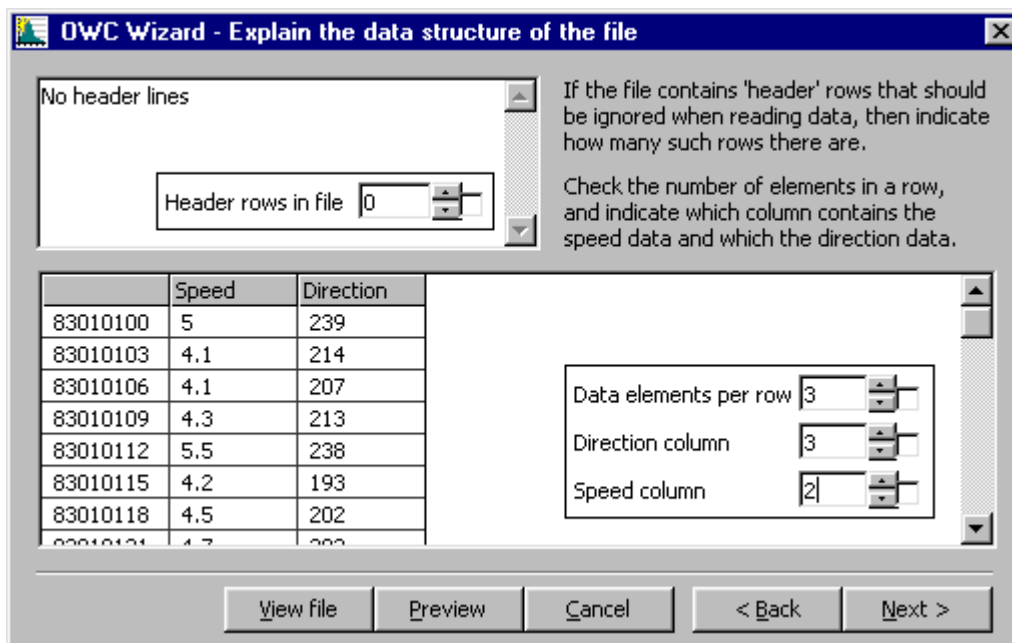 OWC Wizard - Explain the data structure of the file
No header lines
Header rows in file 0
If the file contains 'header' rows that should
be ignored when reading data, then indicate
how many such rows there are.
Check the number of elements in a row,
and indicate which column contains the
speed data and which the direction data.
Speed Direction
83010100 5 239
83010103 4.1 214
83010106 4.1 207
83010109 4.3 213
83010112 5.5 238
83010115 4.2 193
83010118 4.5 202
Data elements per row 3
Direction column 3
Speed column 2
View file Preview Cancel < Back Next >